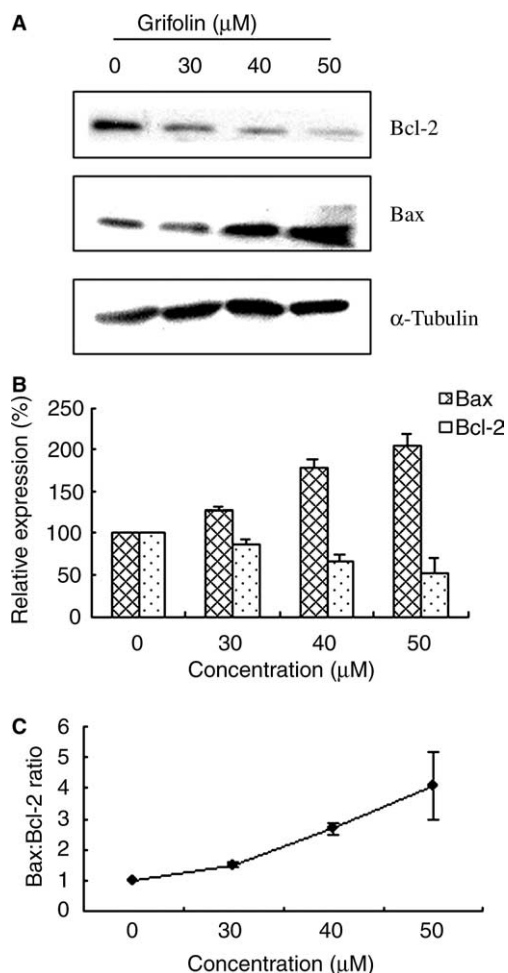 A
Grifolin (μM)
0 30 40 50
Bcl-2
Bax
α-Tubulin
B
Relative expression (%)
250
200
150
100
50
0
Bax
Bcl-2
0 30 40 50
Concentration (μM)
C
Bax:Bcl-2 ratio
6
5
4
3
2
1
0
0 30 40 50
Concentration (μM)